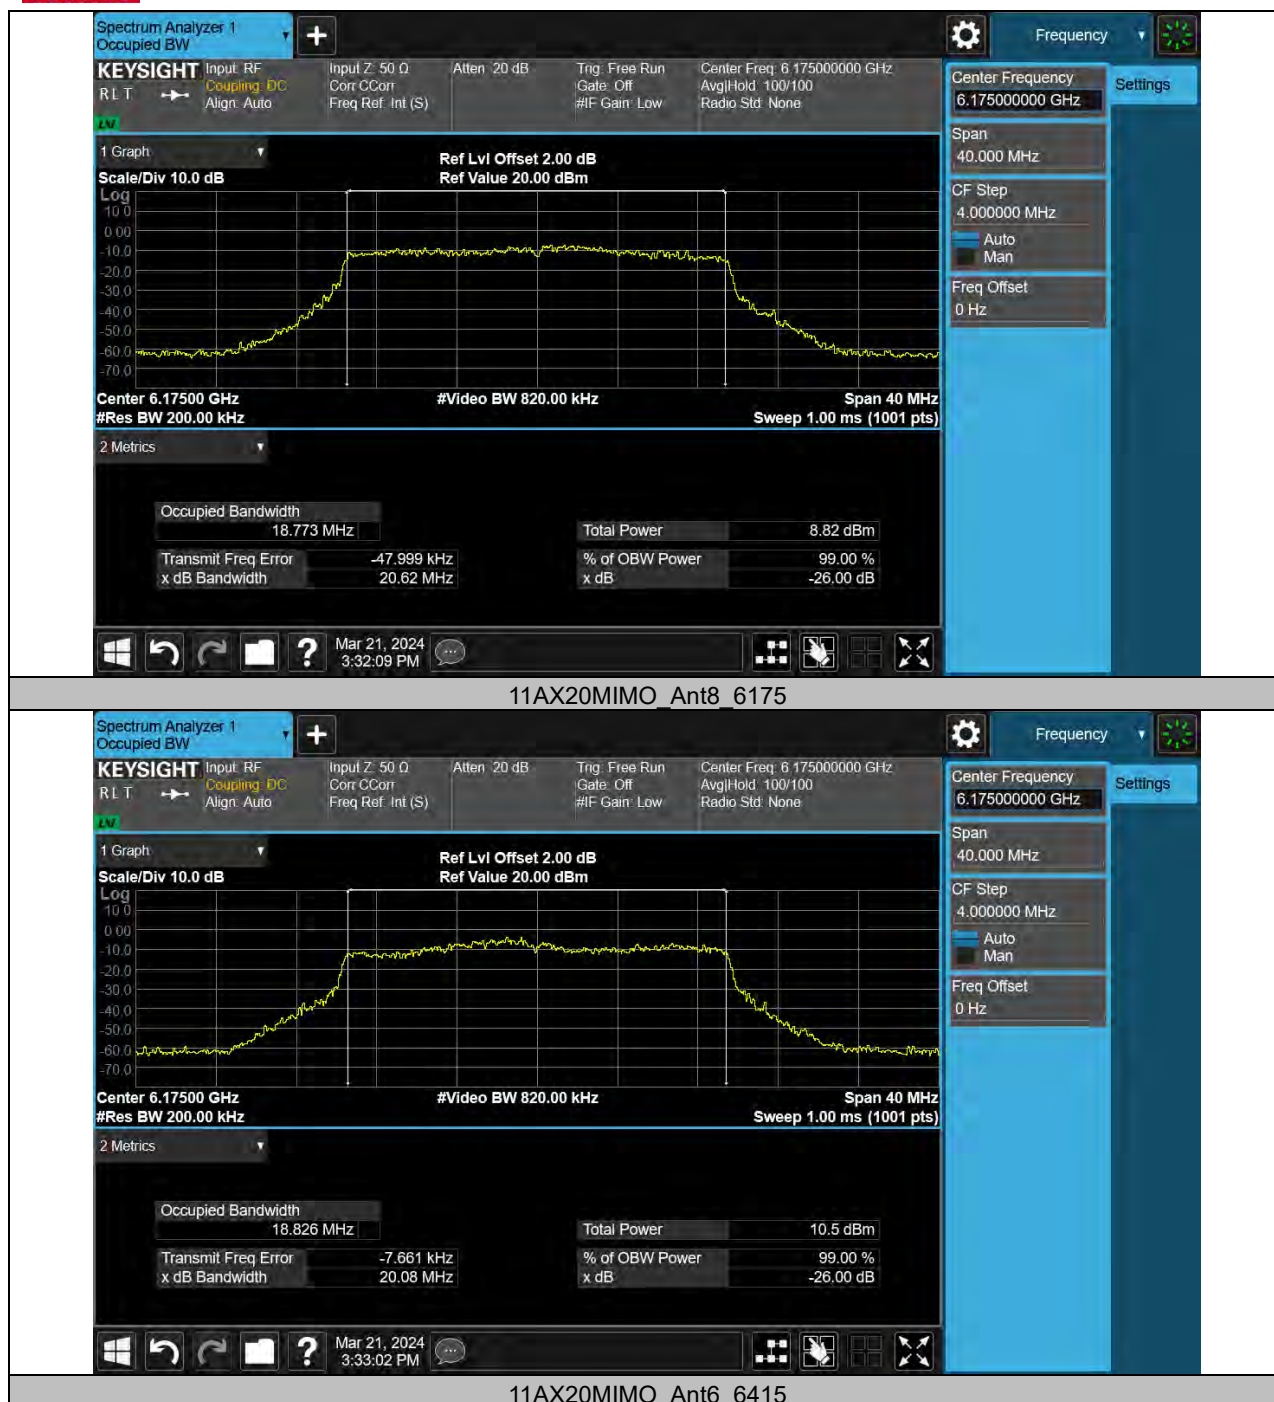 Spectrum Analyzer 1
Occupied BW
Frequency
KEYSIGHT
R L T
LNI
Input: RF
Coupling: DC
Align: Auto
Input Z: 50 Ω
Corr CCorr
Freq Ref: Int (S)
Atten: 20 dB
Trig: Free Run
Gate: Off
#IF Gain: Low
Center Freq: 6.175000000 GHz
Avg|Hold: 100/100
Radio Std: None
Center Frequency
6.175000000 GHz
Settings
Span
40.000 MHz
CF Step
4.000000 MHz
Auto
Man
Freq Offset
0 Hz
1 Graph
Scale/Div 10.0 dB
Ref Lvl Offset 2.00 dB
Ref Value 20.00 dBm
Log
10.0
0.00
-10.0
-20.0
-30.0
-40.0
-50.0
-60.0
-70.0
Center 6.17500 GHz
#Res BW 200.00 kHz
#Video BW 820.00 kHz
Span 40 MHz
Sweep 1.00 ms (1001 pts)
2 Metrics
Occupied Bandwidth
18.773 MHz
Transmit Freq Error -47.999 kHz
x dB Bandwidth 20.62 MHz
Total Power 8.82 dBm
% of OBW Power 99.00 %
x dB -26.00 dB
Mar 21, 2024
3:32:09 PM
11AX20MIMO_Ant8_6175
Spectrum Analyzer 1
Occupied BW
Frequency
KEYSIGHT
R L T
LNI
Input: RF
Coupling: DC
Align: Auto
Input Z: 50 Ω
Corr CCorr
Freq Ref: Int (S)
Atten: 20 dB
Trig: Free Run
Gate: Off
#IF Gain: Low
Center Freq: 6.175000000 GHz
Avg|Hold: 100/100
Radio Std: None
Center Frequency
6.175000000 GHz
Settings
Span
40.000 MHz
CF Step
4.000000 MHz
Auto
Man
Freq Offset
0 Hz
1 Graph
Scale/Div 10.0 dB
Ref Lvl Offset 2.00 dB
Ref Value 20.00 dBm
Log
10.0
0.00
-10.0
-20.0
-30.0
-40.0
-50.0
-60.0
-70.0
Center 6.17500 GHz
#Res BW 200.00 kHz
#Video BW 820.00 kHz
Span 40 MHz
Sweep 1.00 ms (1001 pts)
2 Metrics
Occupied Bandwidth
18.826 MHz
Transmit Freq Error -7.661 kHz
x dB Bandwidth 20.08 MHz
Total Power 10.5 dBm
% of OBW Power 99.00 %
x dB -26.00 dB
Mar 21, 2024
3:33:02 PM
11AX20MIMO_Ant6_6415